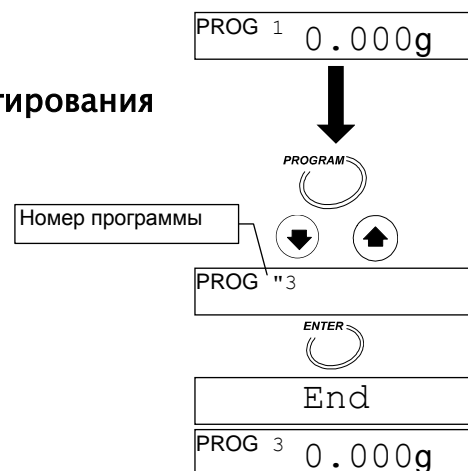 PROG 1 0.000g
тирования
PROGRAM
Номер программы
PROG "3
ENTER
End
PROG 3 0.000g